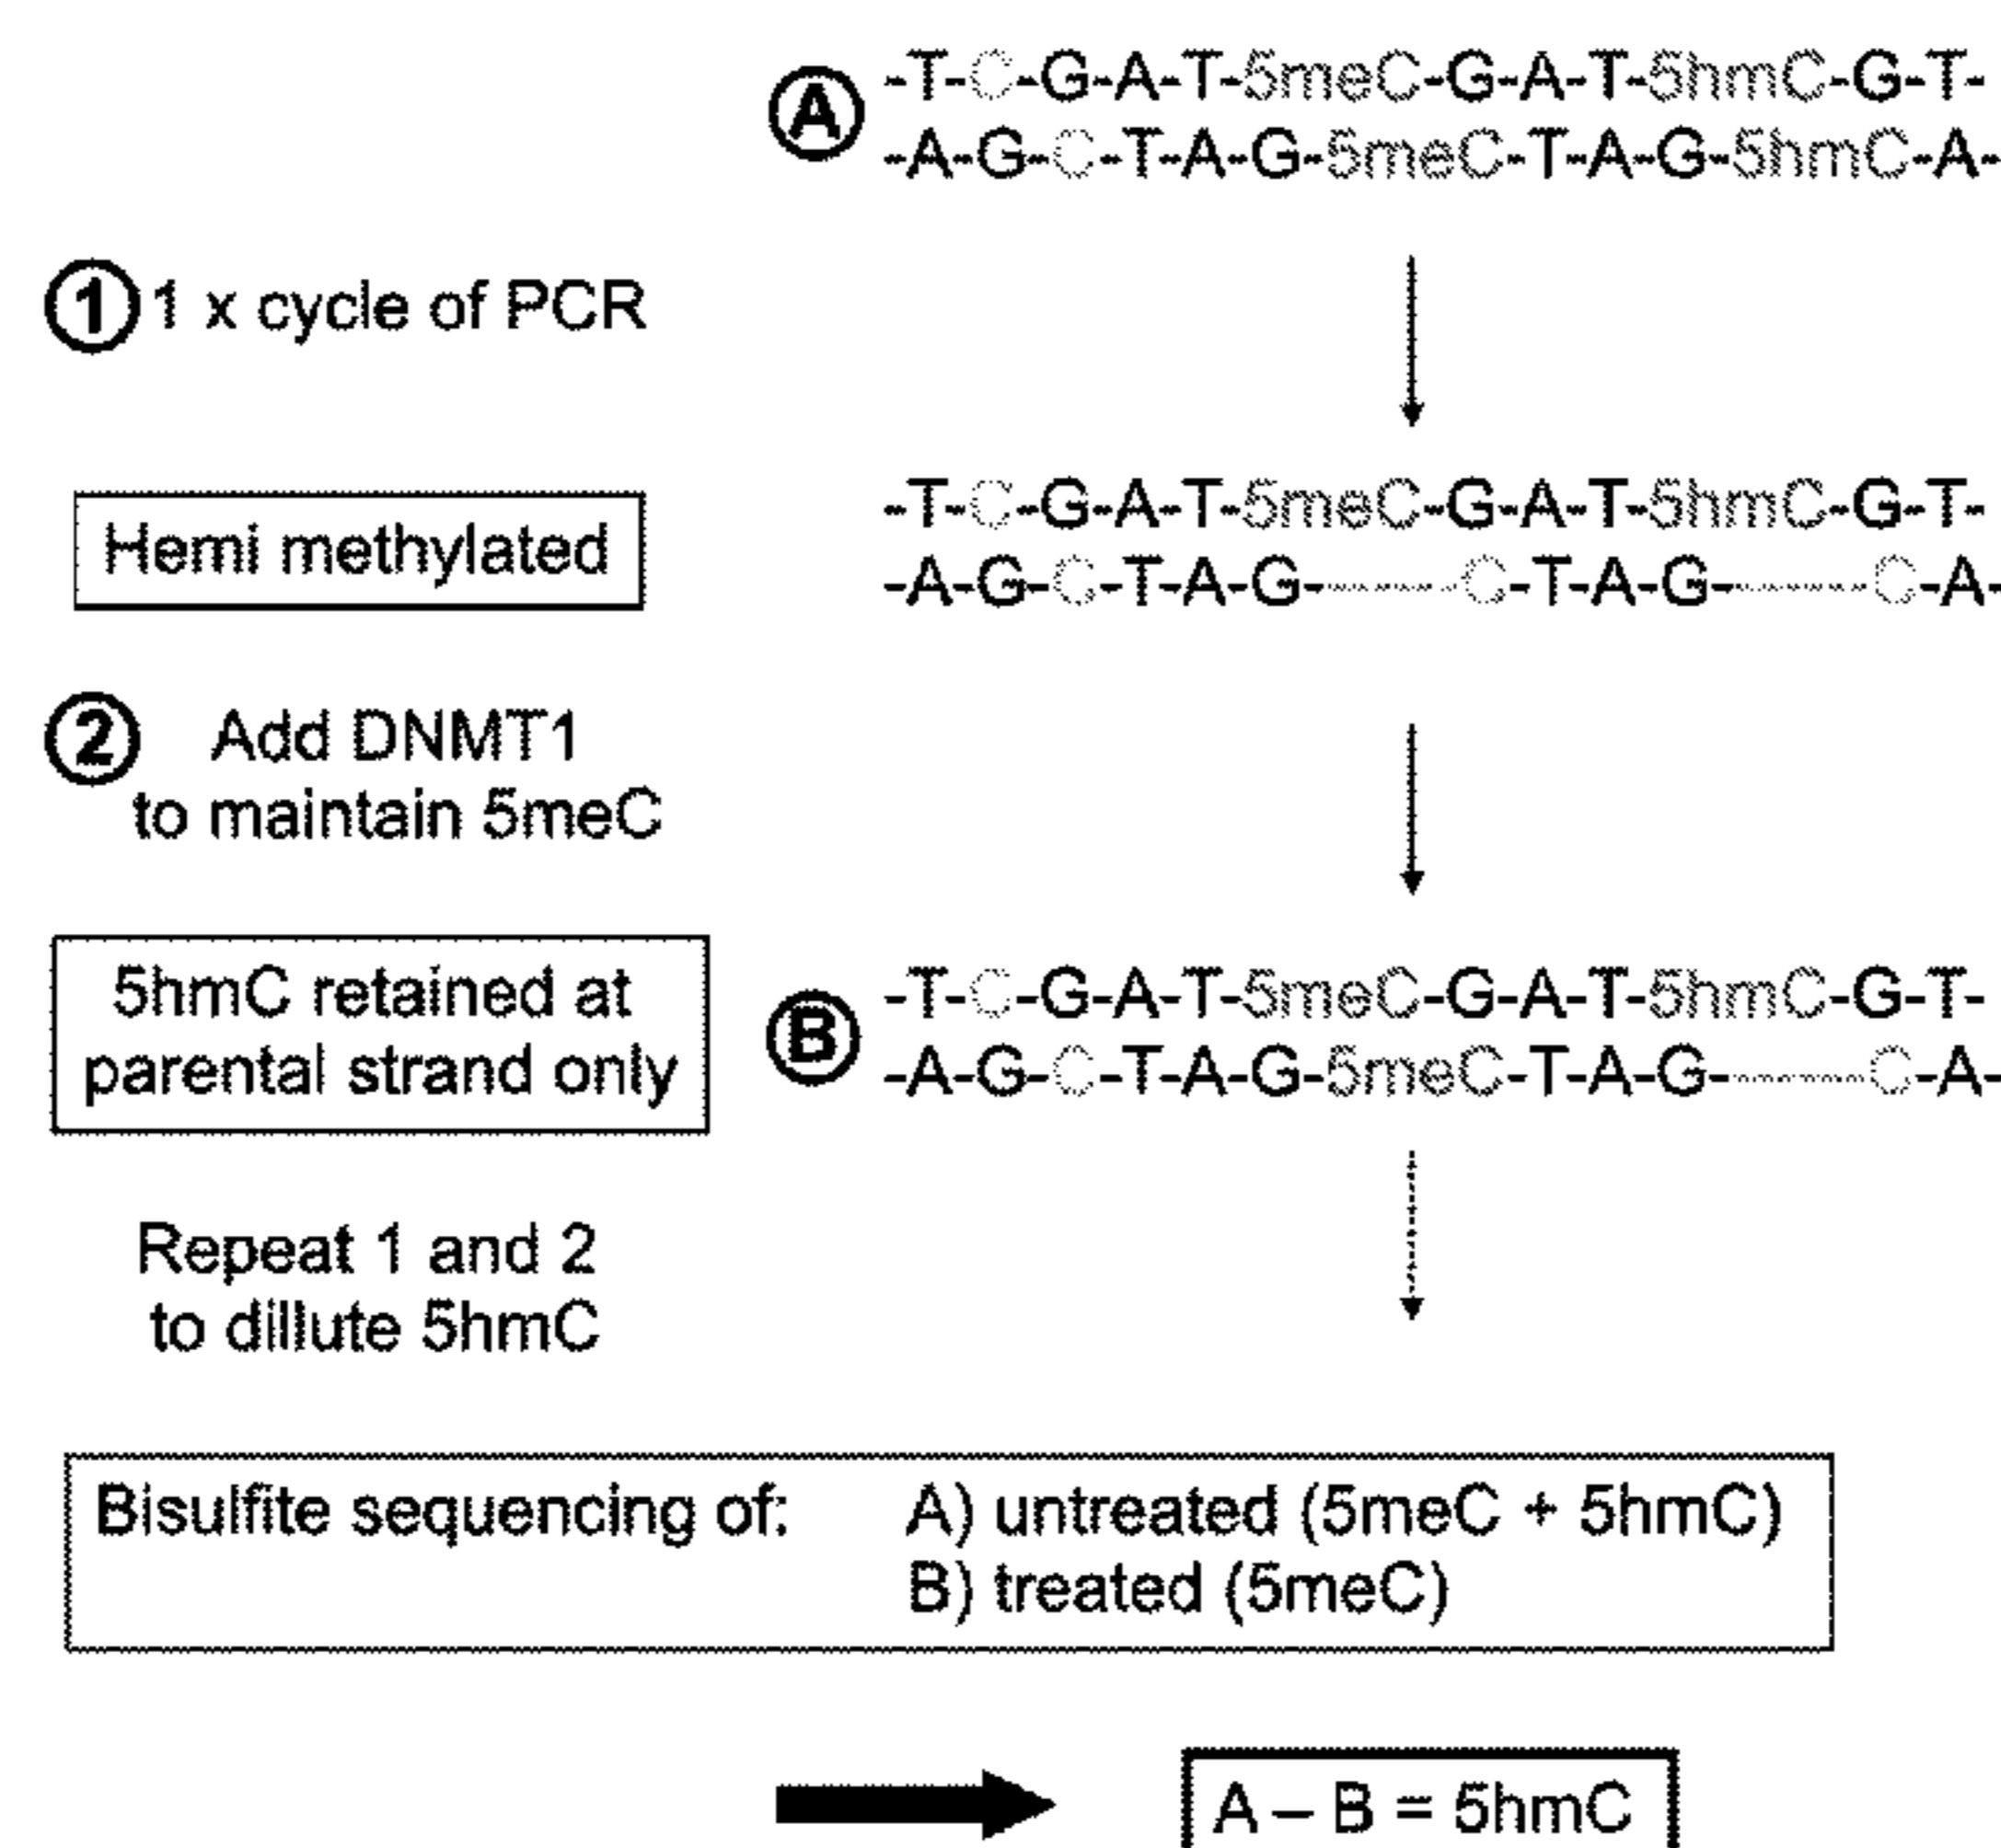 A -T-C-G-A-T-5meC-G-A-T-5hmC-G-T-
-A-G-C-T-A-G-5meC-T-A-G-5hmC-A-
1 1 x cycle of PCR
Hemi methylated
-T-C-G-A-T-5meC-G-A-T-5hmC-G-T-
-A-G-C-T-A-G-------C-T-A-G-------C-A-
2 Add DNMT1
to maintain 5meC
5hmC retained at
parental strand only
B -T-C-G-A-T-5meC-G-A-T-5hmC-G-T-
-A-G-C-T-A-G-5meC-T-A-G-------C-A-
Repeat 1 and 2
to dillute 5hmC
Bisulfite sequencing of: A) untreated (5meC + 5hmC)
B) treated (5meC)
A – B = 5hmC